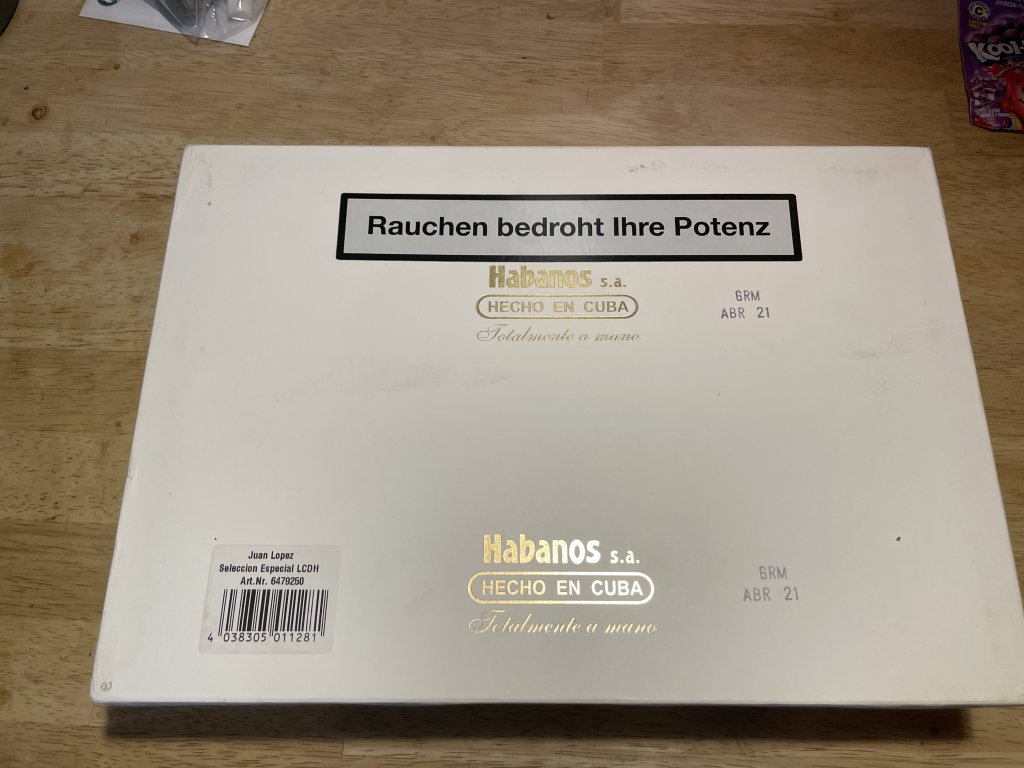 KOOL-
Rauchen bedroht Ihre Potenz
Habanos s.a.
HECHO EN CUBA
Totalmente a mano
GRM
ABR 21
Habanos s.a.
HECHO EN CUBA
Totalmente a mano
GRM
ABR 21
Juan Lopez
Seleccion Especial LCDH
Art.Nr. 6479250
4 038305 011281